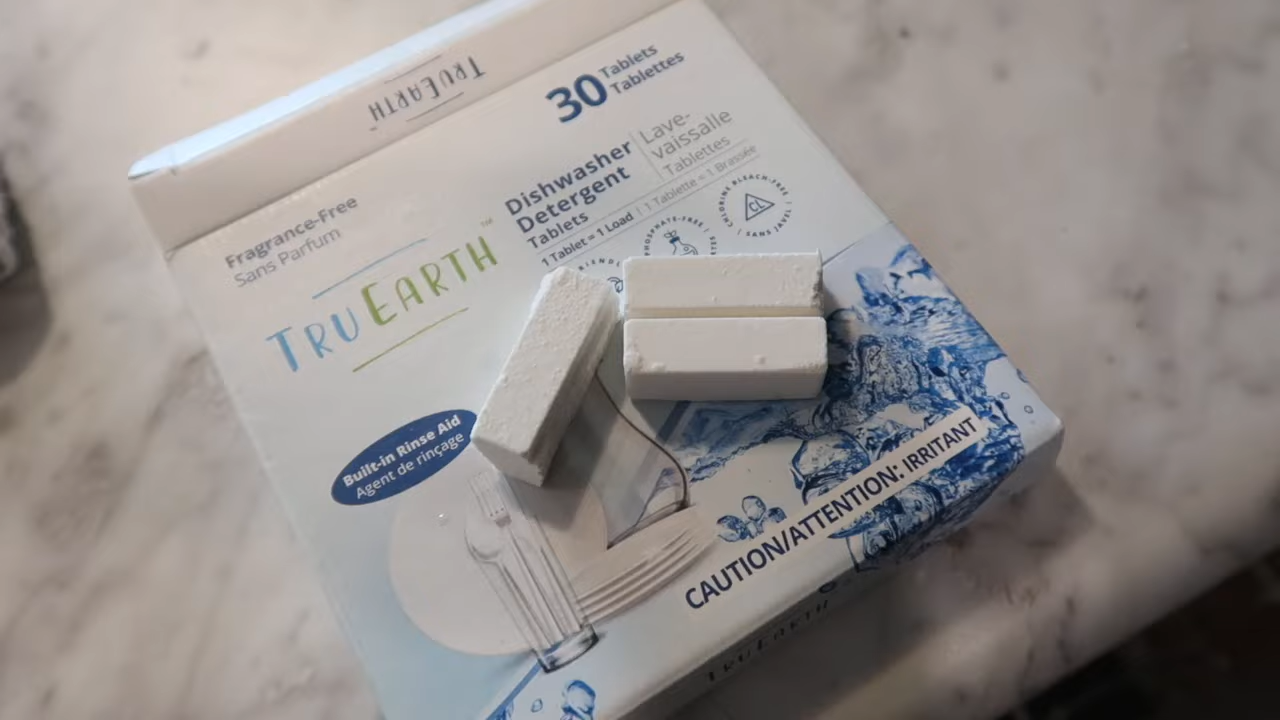 TRUEARTH
30 Tablets
Tablettes
Dishwasher
Detergent
Tablets
Lave-
vaisselle
Tablettes
1 Tablet = 1 Load | 1 Tablette = 1 Brassée
PHOSPHATE-FREE
CHLORINE BLEACH-FREE | SANS JAVEL
CL
Fragrance-Free
Sans Parfum
TRUEARTH™
Built-in Rinse Aid
Agent de rinçage
CAUTION/ATTENTION: IRRITANT
TRUEARTH